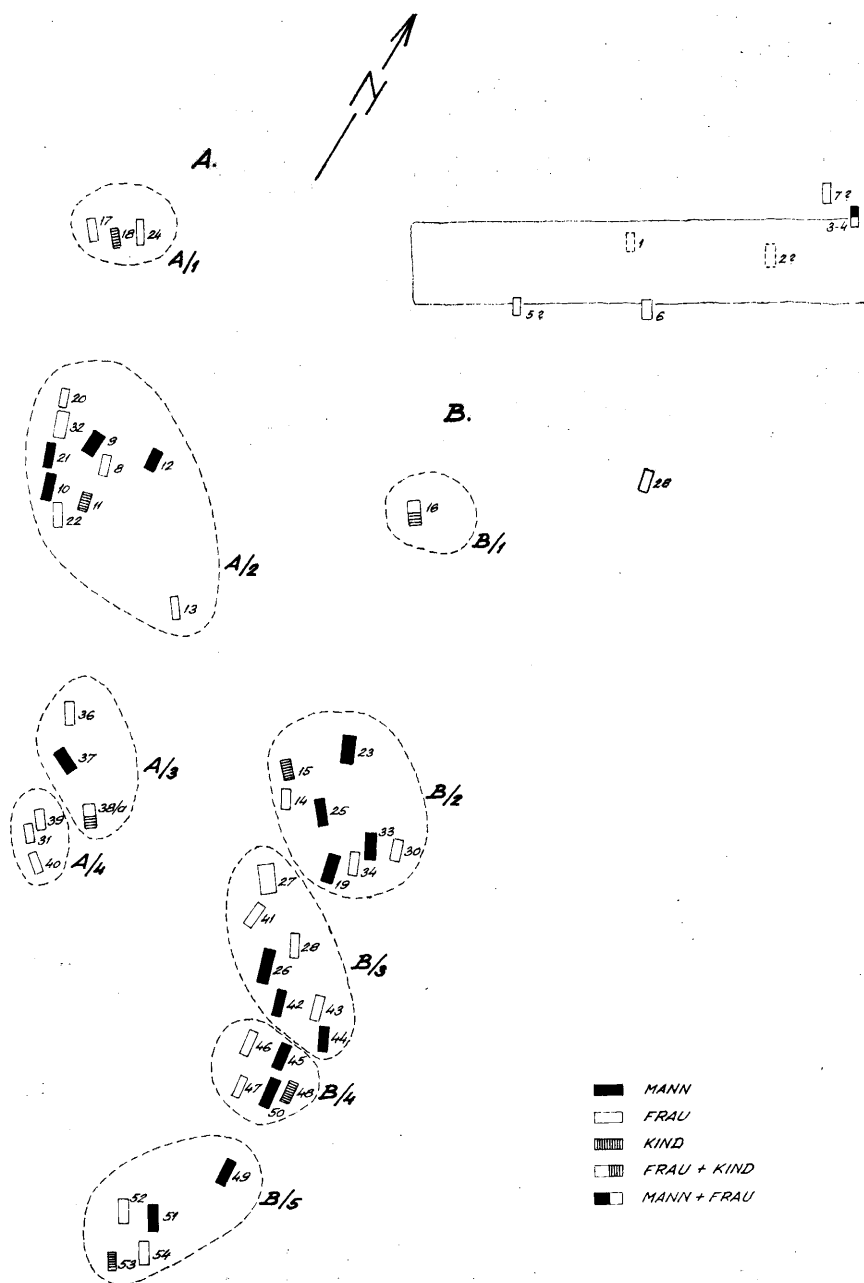 N
A.
17
18
24
A/1
7?
3-4
1
2?
5?
6
20
32
9
21
8
12
10
11
22
A/2
13
B.
16
B/1
28
36
37
A/3
38/a
39
31
40
A/4
23
15
14
25
B/2
33
30
19
34
27
41
28
26
B/3
42
43
44
46
45
47
48
50
B/4
49
52
51
B/5
53
54
MANN
FRAU
KIND
FRAU + KIND
MANN + FRAU